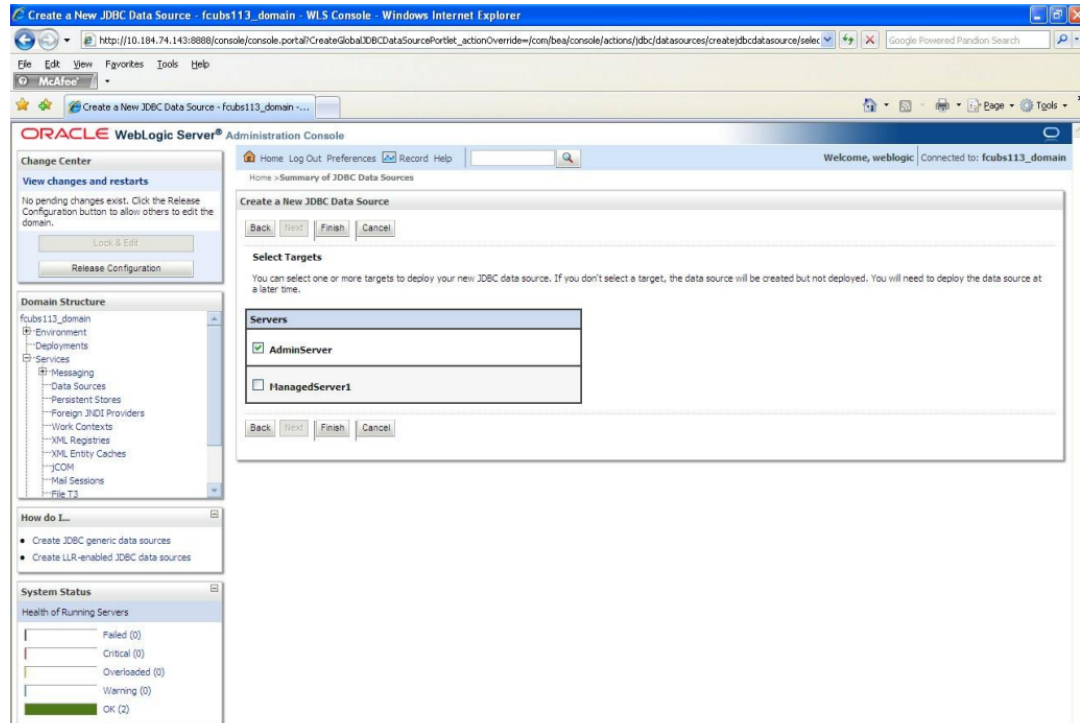 Create a New JDBC Data Source - fcubs113_domain - WLS Console - Windows Internet Explorer
http://10.184.74.143:8888/console/console.portal?CreateGlobalJDBCDataSourcePortlet_actionOverride=/com/bea/console/actions/jdbc/datasources/createjdbcdatasource/selec
Google Powered Pandion Search
File Edit View Favorites Tools Help
McAfee
Create a New JDBC Data Source - fcubs113_domain -...
Page Tools
ORACLE WebLogic Server® Administration Console
Change Center
View changes and restarts
No pending changes exist. Click the Release
Configuration button to allow others to edit the
domain.
Lock & Edit
Release Configuration
Domain Structure
fcubs113_domain
Environment
Deployments
Services
Messaging
Data Sources
Persistent Stores
Foreign JNDI Providers
Work Contexts
XML Registries
XML Entity Caches
jCOM
Mail Sessions
File T3
How do I...
Create JDBC generic data sources
Create LLR-enabled JDBC data sources
System Status
Health of Running Servers
Failed (0)
Critical (0)
Overloaded (0)
Warning (0)
OK (2)
Home Log Out Preferences Record Help
Welcome, weblogic Connected to: fcubs113_domain
Home >Summary of JDBC Data Sources
Create a New JDBC Data Source
Back Next Finish Cancel
Select Targets
You can select one or more targets to deploy your new JDBC data source. If you don't select a target, the data source will be created but not deployed. You will need to deploy the data source at
a later time.
Servers
AdminServer
ManagedServer1
Back Next Finish Cancel